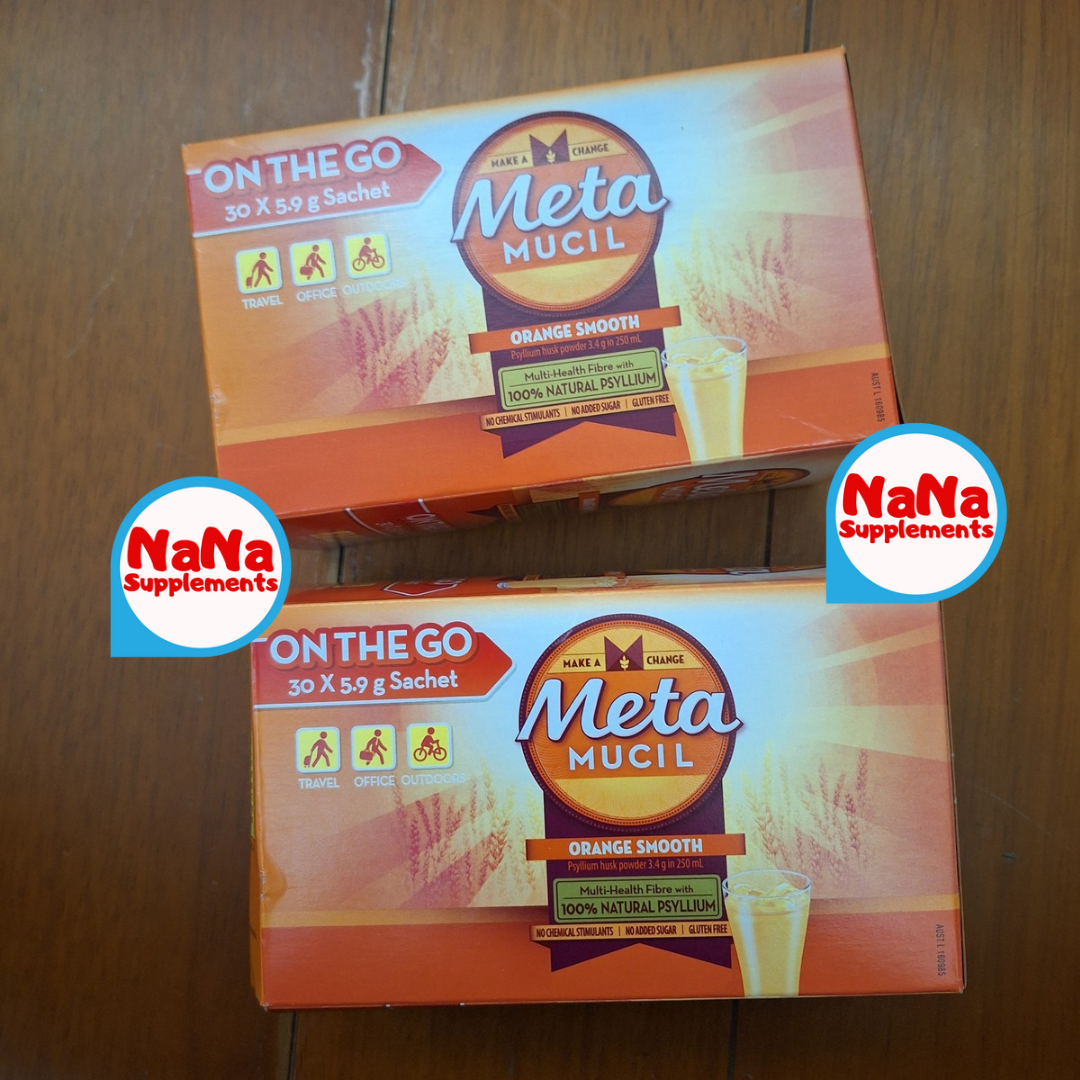 ON THE GO
30 X 5.9 g Sachet
TRAVEL OFFICE OUTDOORS
MAKE A CHANGE
Meta
MUCIL
ORANGE SMOOTH
Psyllium husk powder 3.4 g in 250 mL
Multi-Health Fibre with
100% NATURAL PSYLLIUM
NO CHEMICAL STIMULANTS | NO ADDED SUGAR | GLUTEN FREE
AUST L 160985
NaNa
Supplements
NaNa
Supplements
ON THE GO
30 X 5.9 g Sachet
TRAVEL OFFICE OUTDOORS
MAKE A CHANGE
Meta
MUCIL
ORANGE SMOOTH
Psyllium husk powder 3.4 g in 250 mL
Multi-Health Fibre with
100% NATURAL PSYLLIUM
NO CHEMICAL STIMULANTS | NO ADDED SUGAR | GLUTEN FREE
AUST L 160985